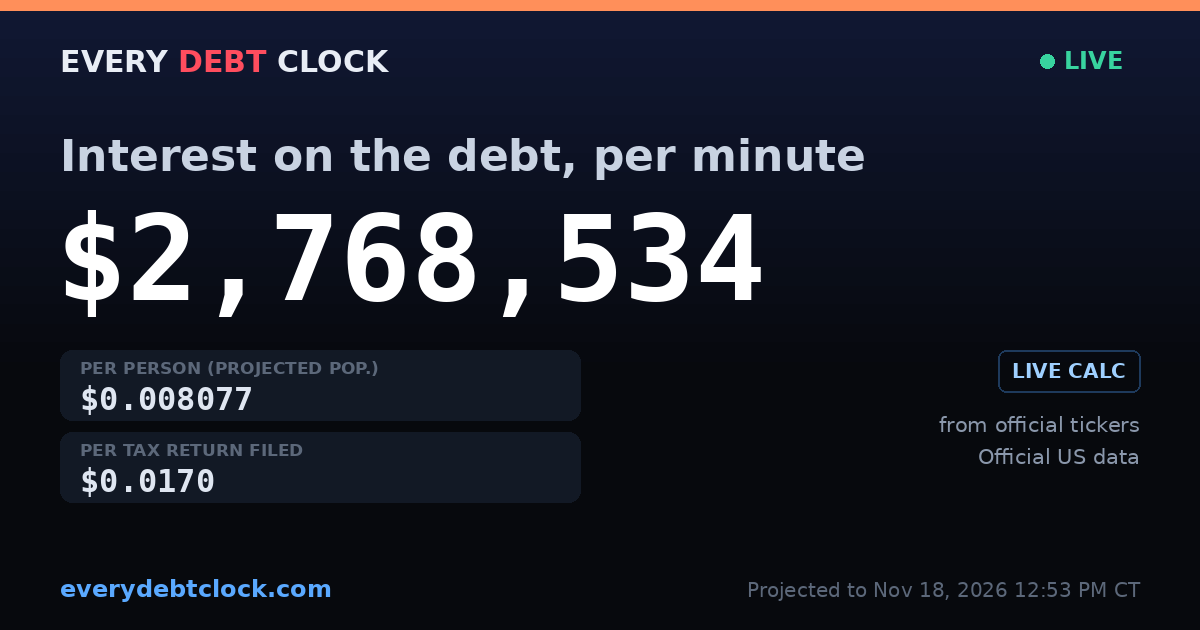 EVERY DEBT CLOCK
LIVE
Interest on the debt, per minute
$2,768,534
PER PERSON (PROJECTED POP.)
$0.008077
PER TAX RETURN FILED
$0.0170
LIVE CALC
from official tickers
Official US data
everydebtclock.com
Projected to Nov 18, 2026 12:53 PM CT